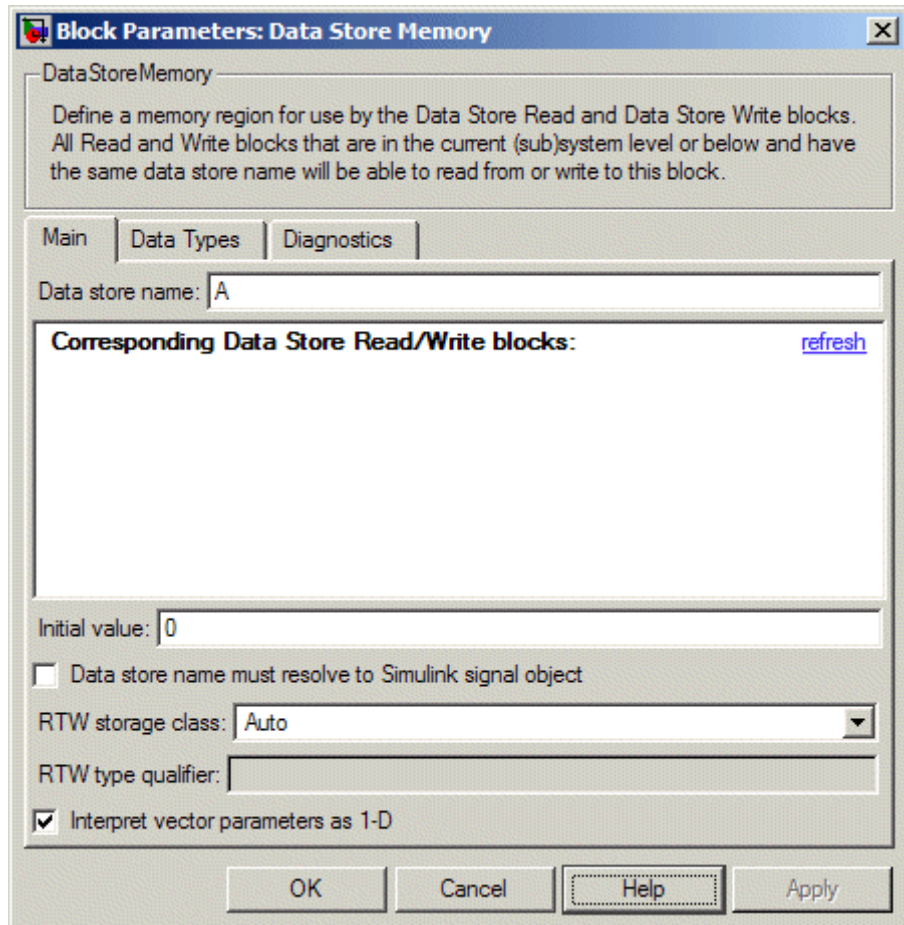 Block Parameters: Data Store Memory
DataStoreMemory
Define a memory region for use by the Data Store Read and Data Store Write blocks.
All Read and Write blocks that are in the current (sub)system level or below and have
the same data store name will be able to read from or write to this block.
Main Data Types Diagnostics
Data store name: A
Corresponding Data Store Read/Write blocks: refresh
Initial value: 0
Data store name must resolve to Simulink signal object
RTW storage class: Auto
RTW type qualifier:
Interpret vector parameters as 1-D
OK Cancel Help Apply